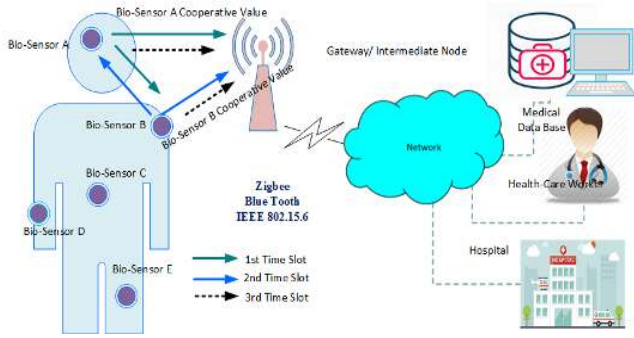 Bio-Sensor A Cooperative Value
Bio-Sensor A
Gateway/ Intermediate Node
Bio-Sensor B Cooperative Value
Bio-Sensor B
Medical
Data Base
Network
Bio-Sensor C
Health-Care Worker
Zigbee
Blue Tooth
IEEE 802.15.6
Bio-Sensor D
Hospital
1st Time Slot
HOSPITAL
Bio-Sensor E
2nd Time Slot
3rd Time Slot